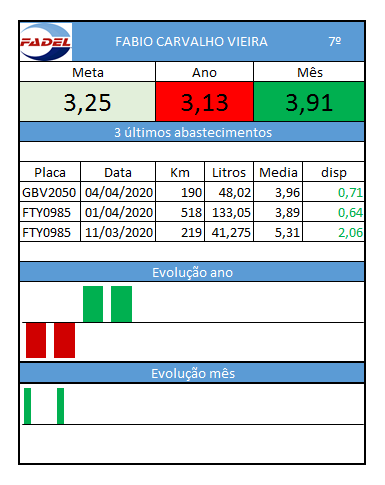 FADEL FABIO CARVALHO VIEIRA 7º
Meta Ano Mês
3,25 3,13 3,91
3 últimos abastecimentos
Placa Data Km Litros Media disp
GBV2050 04/04/2020 190 48,02 3,96 0,71
FTY0985 01/04/2020 518 133,05 3,89 0,64
FTY0985 11/03/2020 219 41,275 5,31 2,06
Evolução ano
Evolução mês